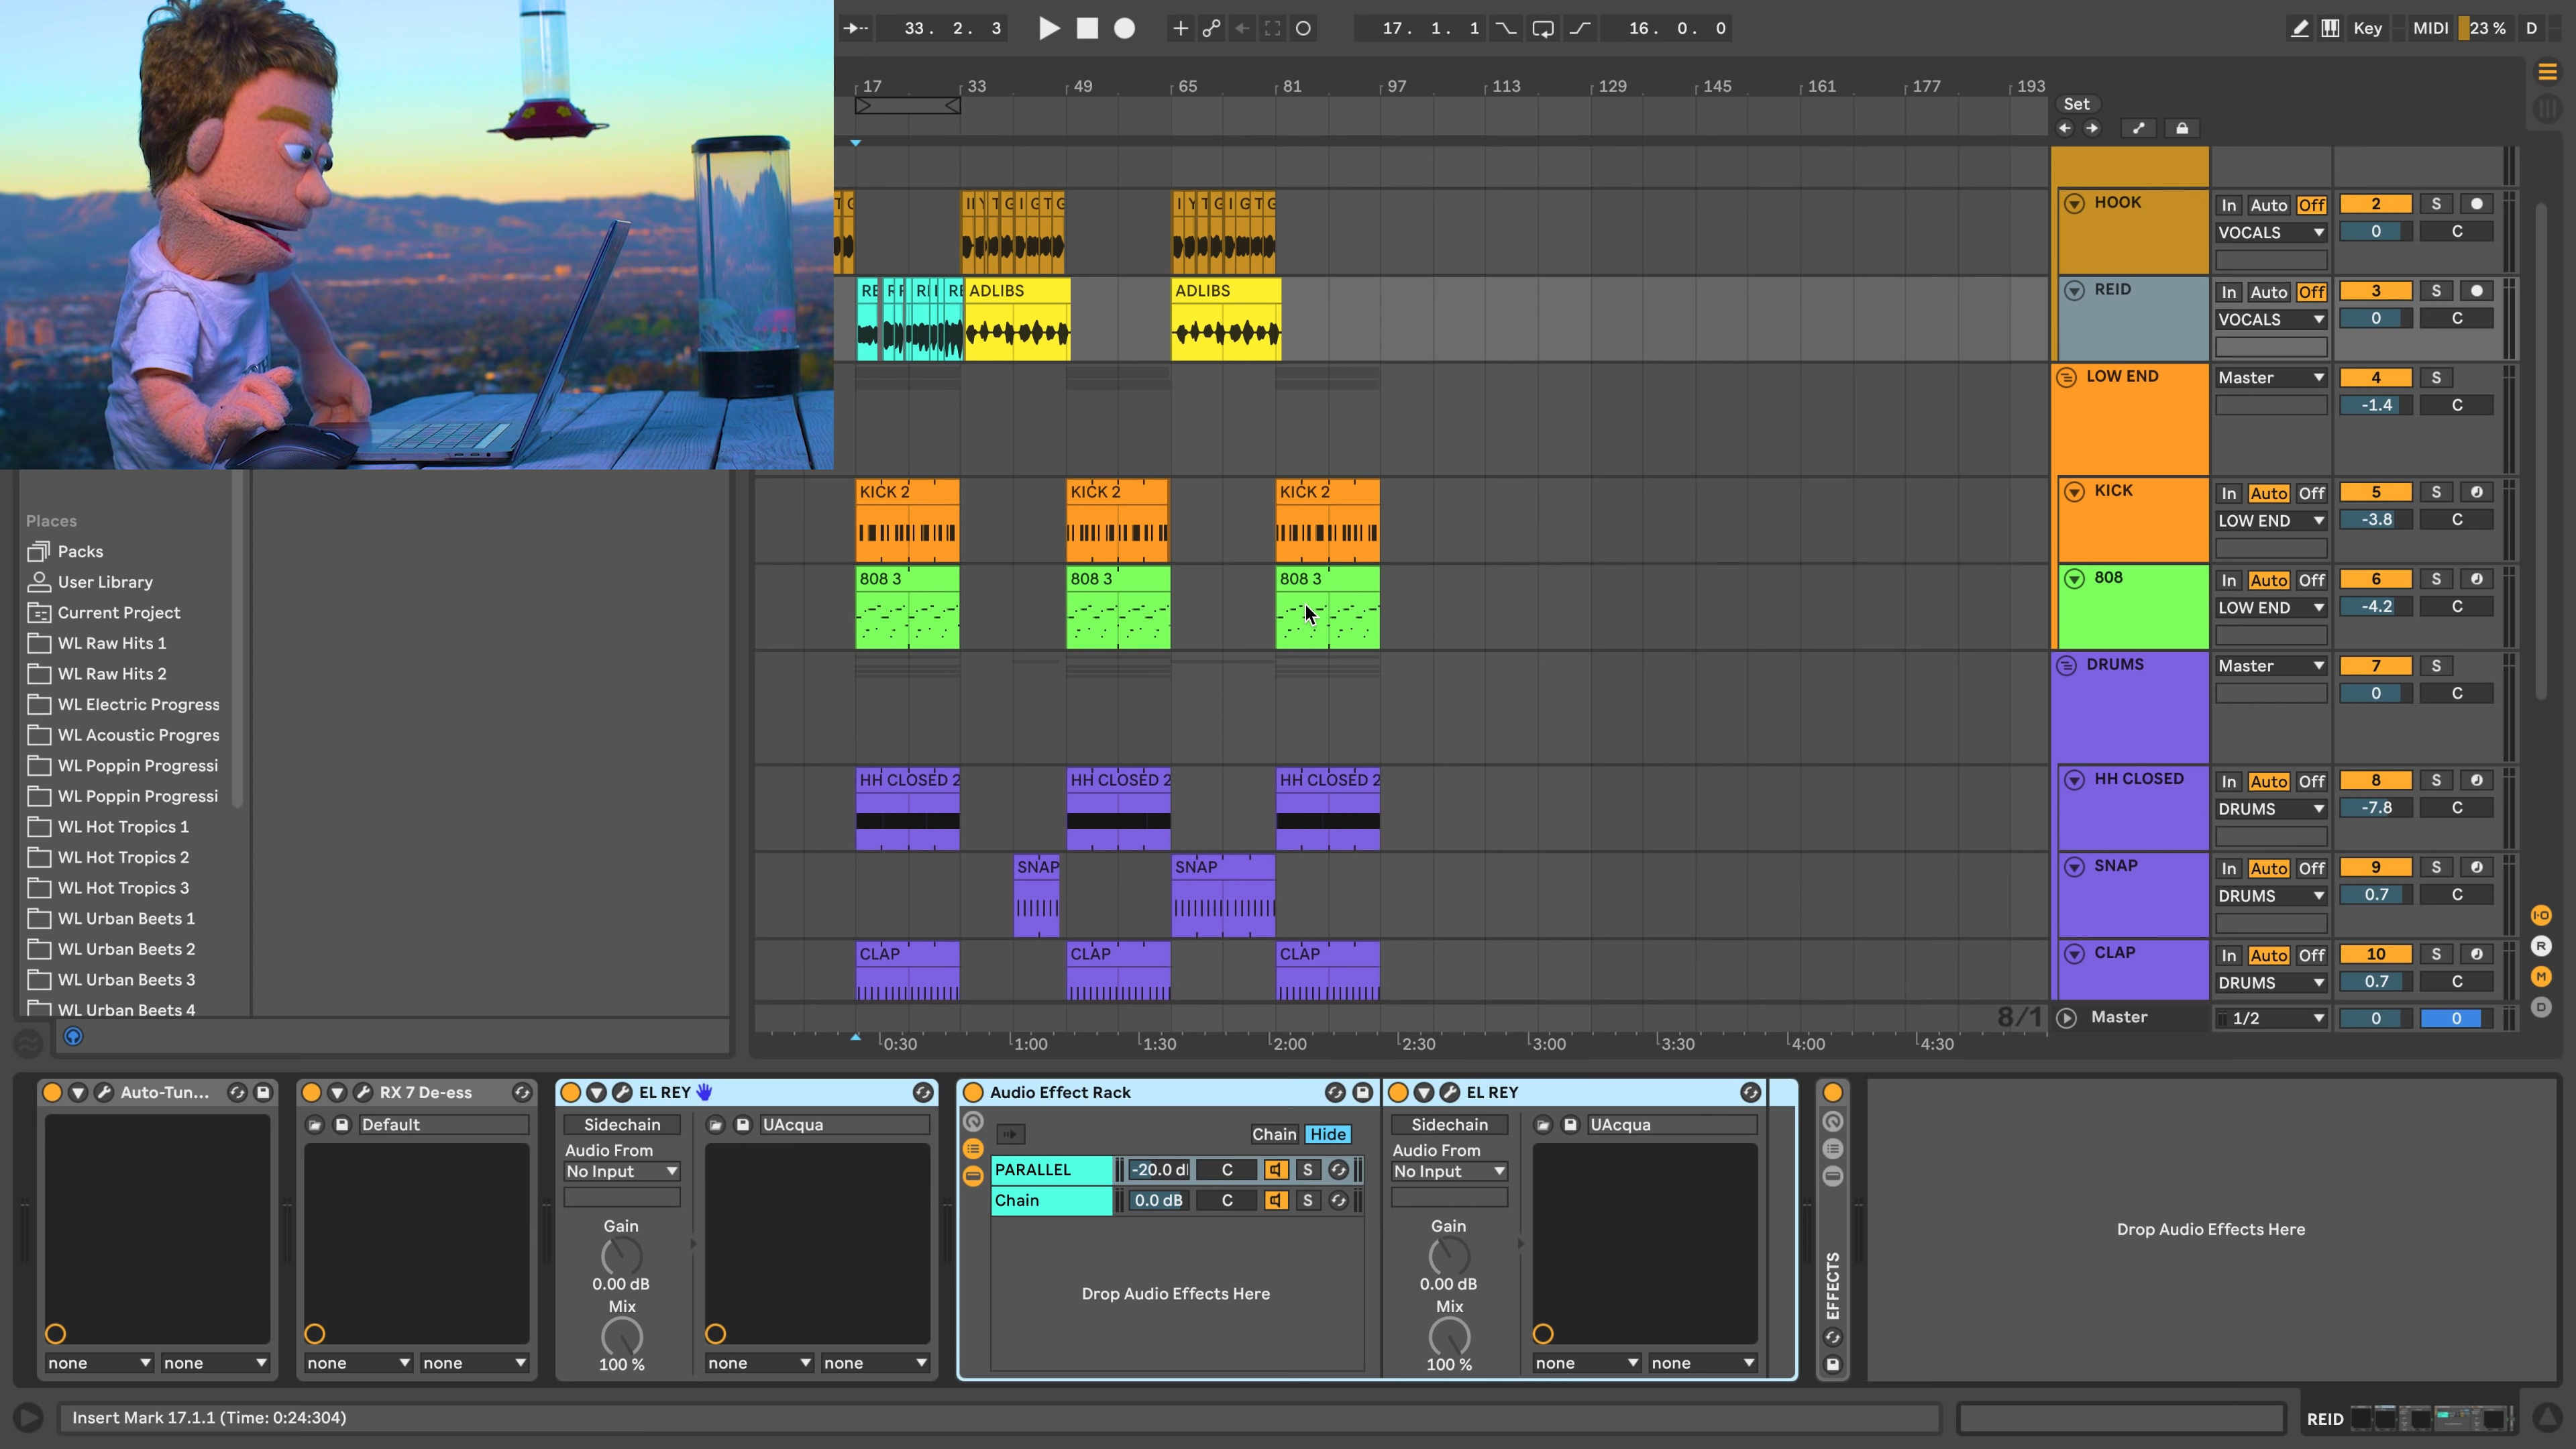 33. 2. 3
17. 1. 1
16. 0. 0
Key
MIDI
23 %
D
17 33 49 65 81 97 113 129 145 161 177 193
Set
HOOK In Auto Off 2 S
VOCALS 0 C
ADLIBS ADLIBS
REID In Auto Off 3 S
VOCALS 0 C
LOW END Master 4 S
-1.4 C
KICK 2 KICK 2 KICK 2
KICK In Auto Off 5 S
LOW END -3.8 C
808 3 808 3 808 3
808 In Auto Off 6 S
LOW END -4.2 C
DRUMS Master 7 S
0 C
HH CLOSED 2 HH CLOSED 2 HH CLOSED 2
HH CLOSED In Auto Off 8 S
DRUMS -7.8 C
SNAP SNAP
SNAP In Auto Off 9 S
DRUMS 0.7 C
CLAP CLAP CLAP
CLAP In Auto Off 10 S
DRUMS 0.7 C
8/1
Master 1/2 0 0
I·O
R
M
D
0:30 1:00 1:30 2:00 2:30 3:00 3:30 4:00 4:30
Places
Packs
User Library
Current Project
WL Raw Hits 1
WL Raw Hits 2
WL Electric Progress
WL Acoustic Progres
WL Poppin Progressi
WL Poppin Progressi
WL Hot Tropics 1
WL Hot Tropics 2
WL Hot Tropics 3
WL Urban Beets 1
WL Urban Beets 2
WL Urban Beets 3
WL Urban Beets 4
Auto-Tun...
none none
RX 7 De-ess
Default
none none
EL REY
Sidechain UAcqua
Audio From
No Input
Gain
0.00 dB
Mix
100 %
none none
Audio Effect Rack
Chain Hide
PARALLEL -20.0 d C S
Chain 0.0 dB C S
Drop Audio Effects Here
EL REY
Sidechain UAcqua
Audio From
No Input
Gain
0.00 dB
Mix
100 %
none none
EFFECTS
Drop Audio Effects Here
Insert Mark 17.1.1 (Time: 0:24:304)
REID